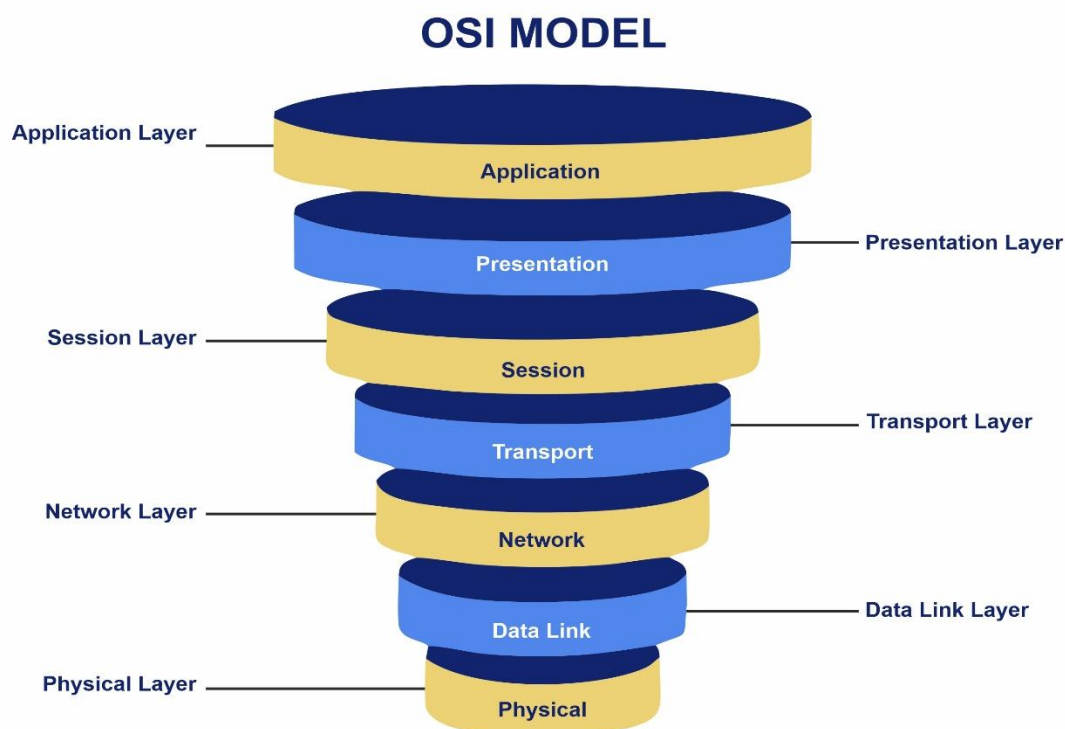 OSI MODEL
Application Layer
Application
Presentation
Presentation Layer
Session Layer
Session
Transport
Transport Layer
Network Layer
Network
Data Link
Data Link Layer
Physical Layer
Physical